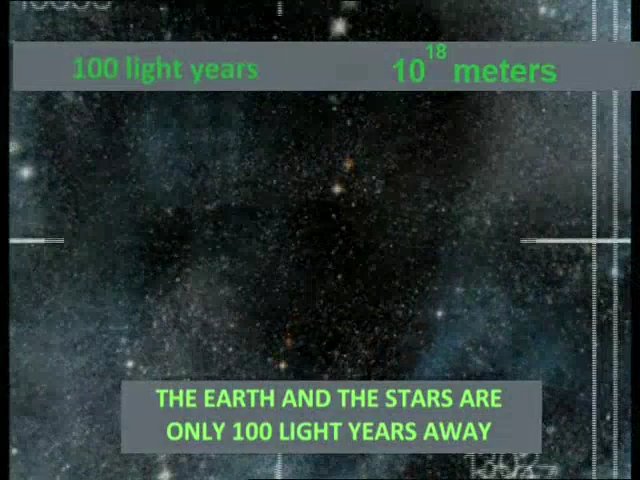 100 light years
10^18 meters
THE EARTH AND THE STARS ARE
ONLY 100 LIGHT YEARS AWAY